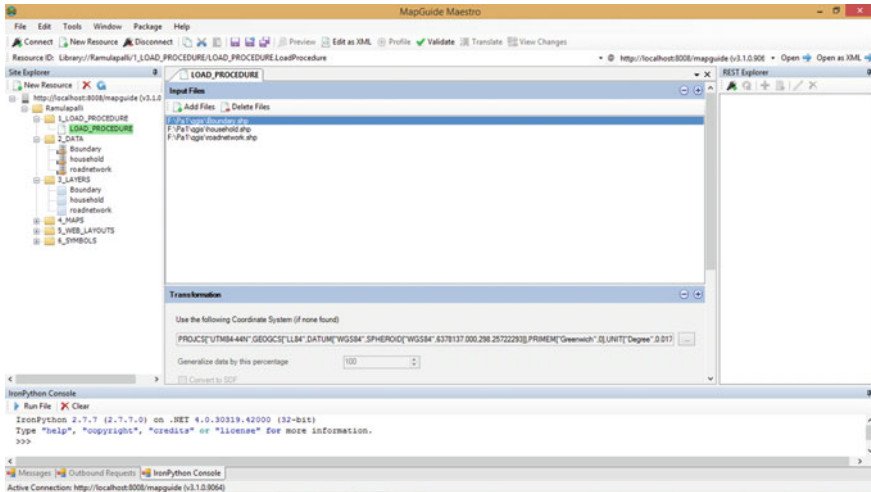 MapGuide Maestro
File Edit Tools Window Package Help
Connect New Resource Disconnect Preview Edit as XML Profile Validate Translate View Changes
Resource ID: Library://Ramulapalli/1_LOAD_PROCEDURE/LOAD_PROCEDURE.LoadProcedure
http://localhost:8008/mapguide (v3.1.0.906 Open Open as XML
Site Explorer
LOAD_PROCEDURE
REST Explorer
New Resource
http://localhost:8008/mapguide (v3.1.0
Ramulapalli
1_LOAD_PROCEDURE
LOAD_PROCEDURE
2_DATA
Boundary
household
roadnetwork
3_LAYERS
Boundary
household
roadnetwork
4_MAPS
5_WEB_LAYOUTS
6_SYMBOLS
Input Files
Add Files Delete Files
F:\Pa1\qgis\Boundary.shp
F:\Pa1\qgis\household.shp
F:\Pa1\qgis\roadnetwork.shp
Transformation
Use the following Coordinate System (if none found)
PROJCS["UTM84-44N",GEOGCS["LL84",DATUM["WGS84",SPHEROID["WGS84",6378137.000,298.25722293]],PRIMEM["Greenwich",0],UNIT["Degree",0.017
...
Generalize data by this percentage 100
Convert to SDF
IronPython Console
Run File Clear
IronPython 2.7.7 (2.7.7.0) on .NET 4.0.30319.42000 (32-bit)
Type "help", "copyright", "credits" or "license" for more information.
>>>
Messages Outbound Requests IronPython Console
Active Connection: http://localhost:8008/mapguide (v3.1.0.9064)